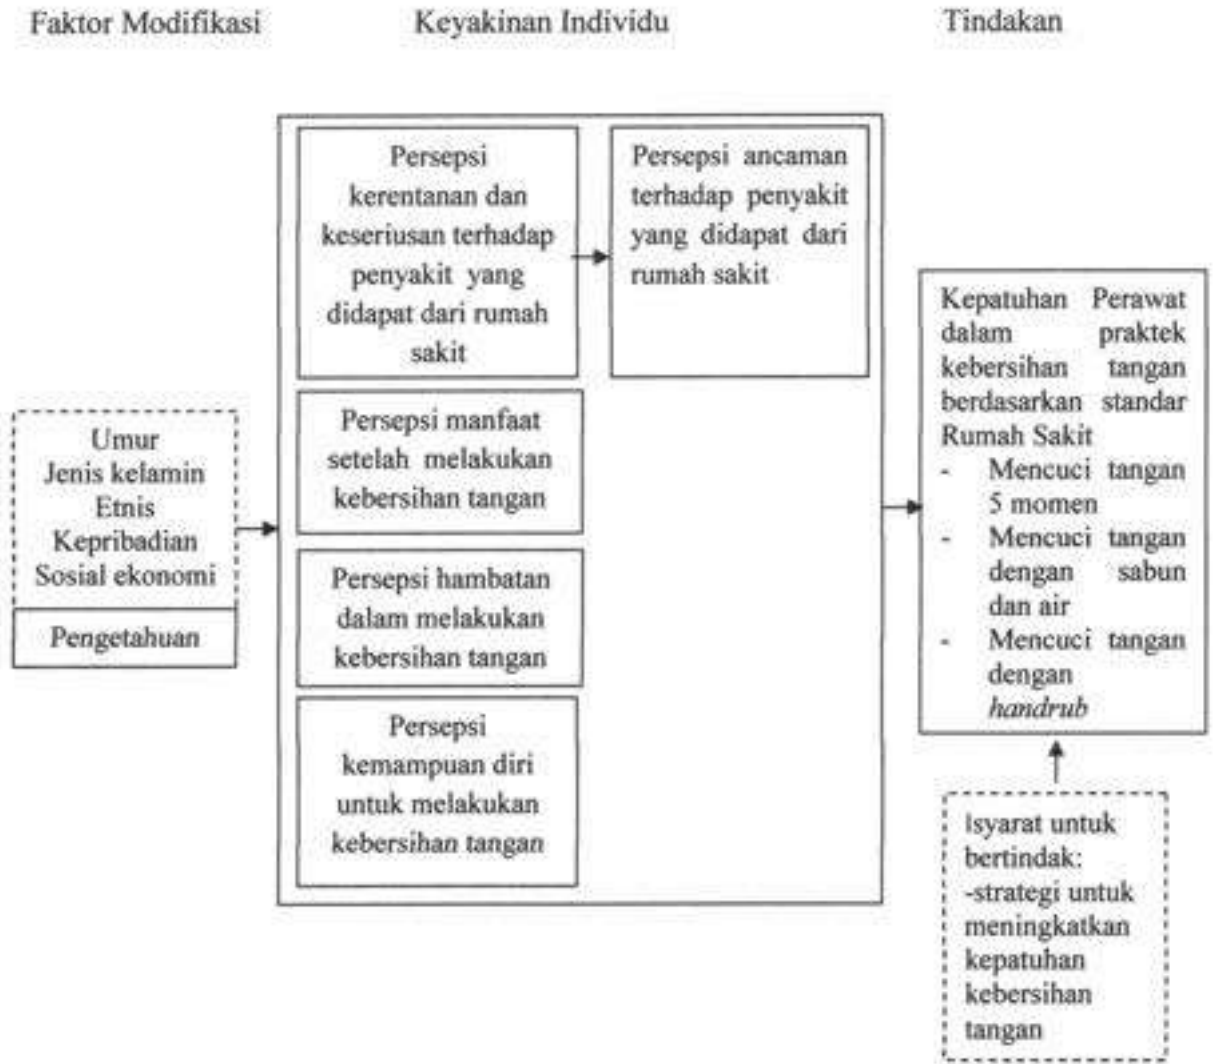 Faktor Modifikasi
Keyakinan Individu
Tindakan
Umur
Jenis kelamin
Etnis
Kepribadian
Sosial ekonomi
Pengetahuan
Persepsi
kerentanan dan
keseriusan terhadap
penyakit yang
didapat dari rumah
sakit
Persepsi ancaman
terhadap penyakit
yang didapat dari
rumah sakit
Persepsi manfaat
setelah melakukan
kebersihan tangan
Persepsi hambatan
dalam melakukan
kebersihan tangan
Persepsi
kemampuan diri
untuk melakukan
kebersihan tangan
Kepatuhan Perawat
dalam praktek
kebersihan tangan
berdasarkan standar
Rumah Sakit
- Mencuci tangan
5 momen
- Mencuci tangan
dengan sabun
dan air
- Mencuci tangan
dengan
handrub
Isyarat untuk
bertindak:
-strategi untuk
meningkatkan
kepatuhan
kebersihan
tangan